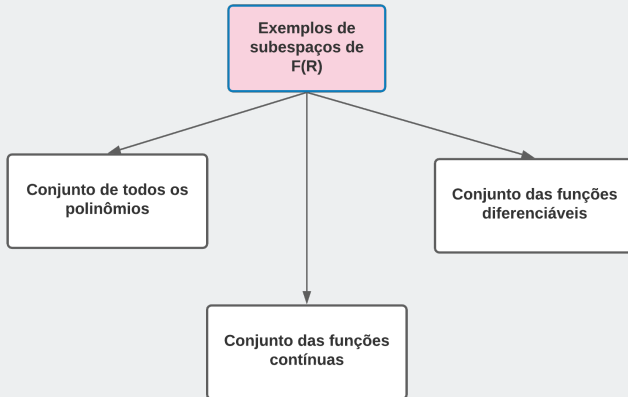 Exemplos de
subespaços de
F(R)
Conjunto de todos os
polinômios
Conjunto das funções
diferenciáveis
Conjunto das funções
contínuas